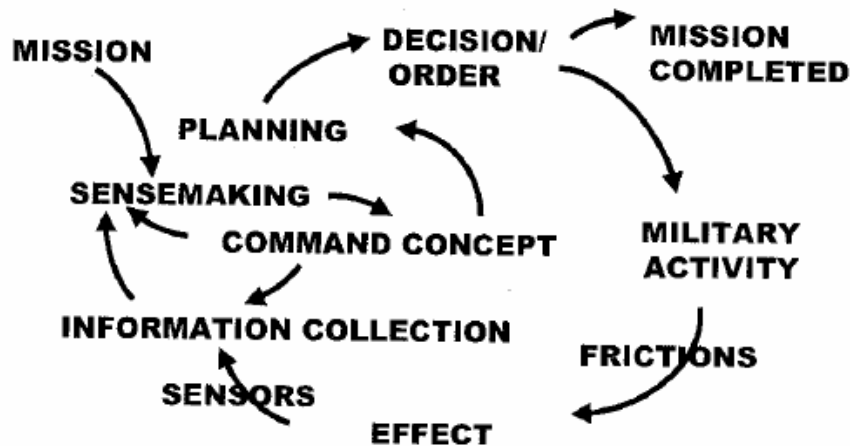 MISSION
DECISION/
ORDER
MISSION
COMPLETED
PLANNING
SENSEMAKING
COMMAND CONCEPT
MILITARY
ACTIVITY
INFORMATION COLLECTION
FRICTIONS
SENSORS
EFFECT